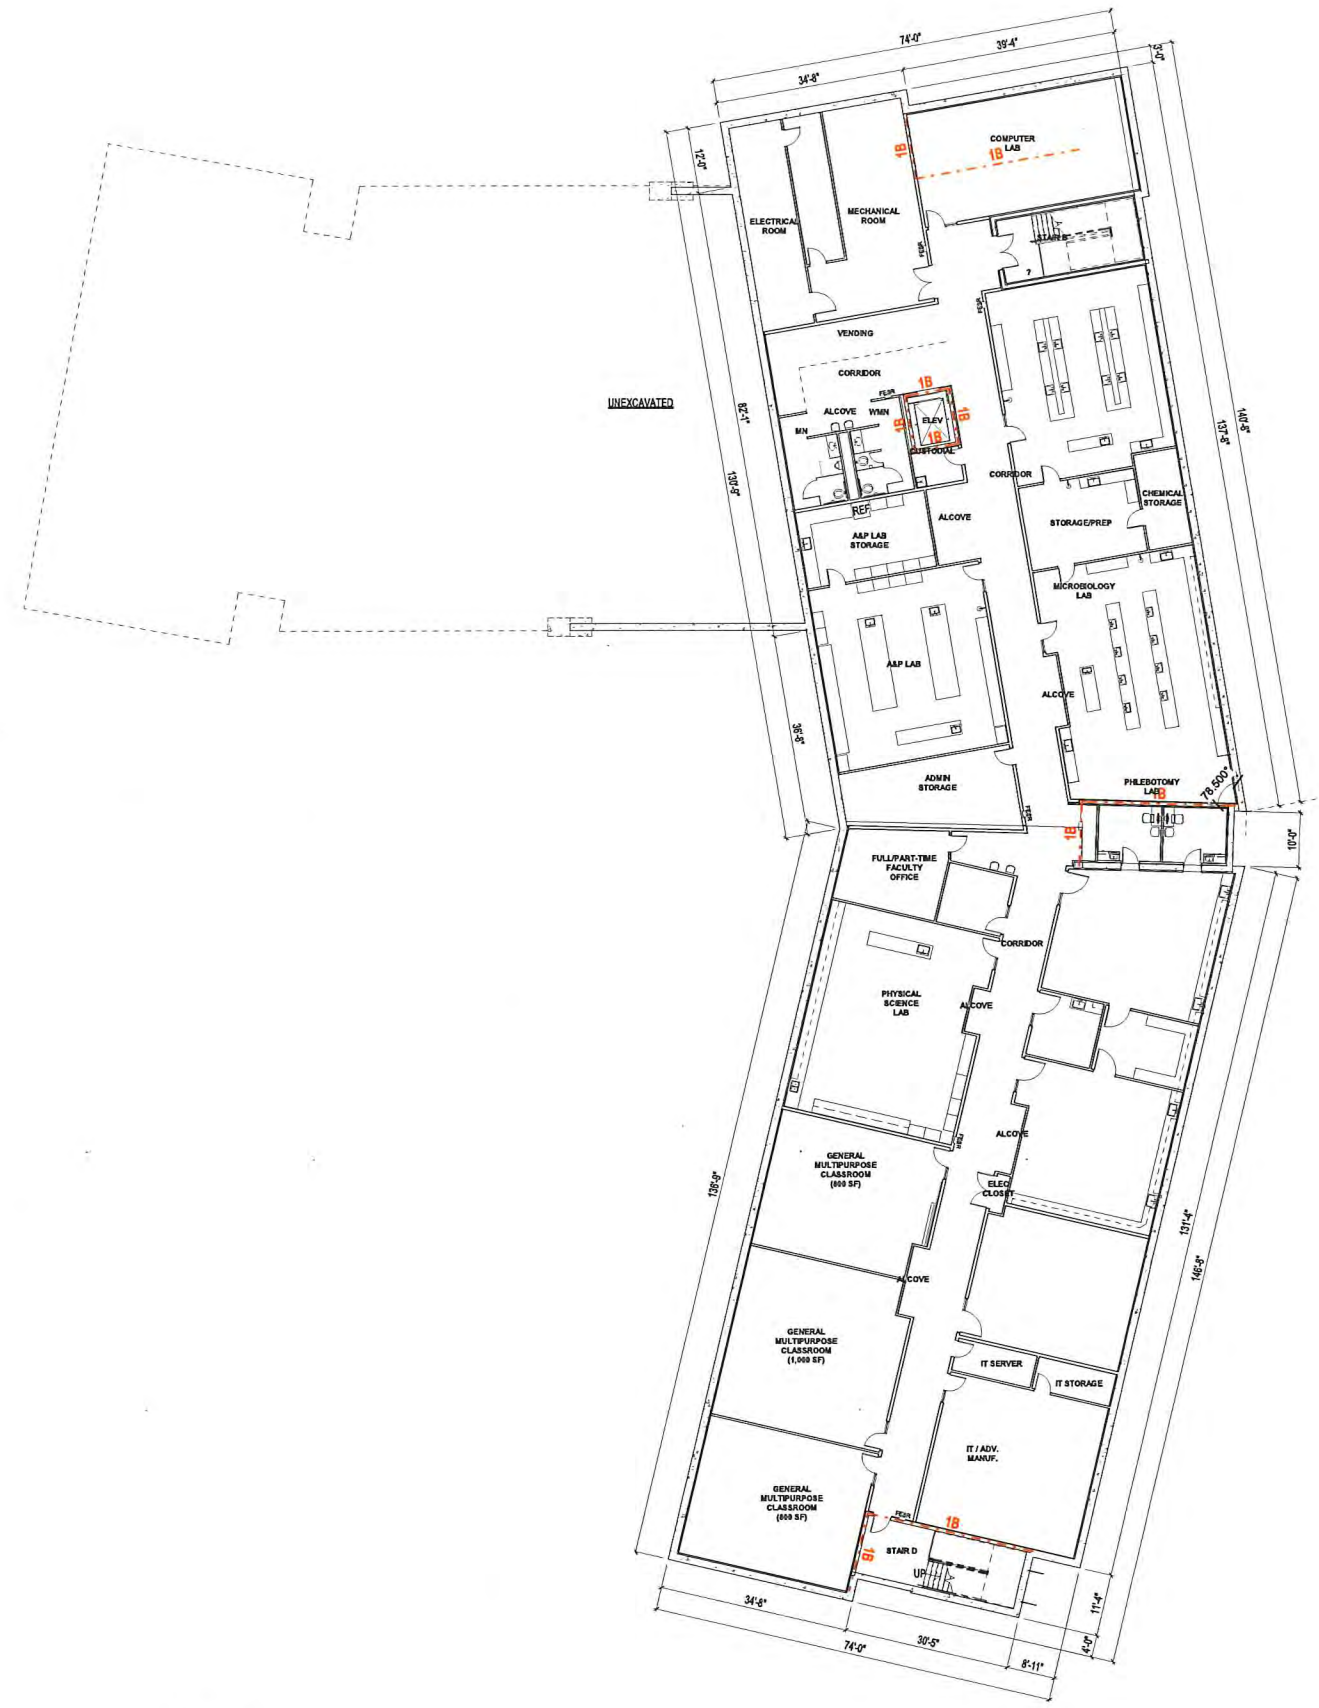 74'-0"
39'-4"
34'-8"
3'-0"
12'-0"
COMPUTER
LAB
1B
1B
ELECTRICAL
ROOM
MECHANICAL
ROOM
STAIR B
FESR
?
FESR
VENDING
CORRIDOR
UNEXCAVATED
1B
FESR
ALCOVE
WMN
MN
1B
ELEV
1B
1B
CUSTODIAL
82'-1"
140'-8"
137'-8"
130'-9"
CORRIDOR
CHEMICAL
STORAGE
REF
ALCOVE
STORAGE/PREP
A&P LAB
STORAGE
MICROBIOLOGY
LAB
A&P LAB
ALCOVE
36'-8"
ADMIN
STORAGE
PHLEBOTOMY
LAB
1B
78.500°
FESR
1B
10'-0"
FULL/PART-TIME
FACULTY
OFFICE
CORRIDOR
PHYSICAL
SCIENCE
LAB
ALCOVE
ALCOVE
FESR
GENERAL
MULTIPURPOSE
CLASSROOM
(800 SF)
ELEC
CLOSET
136'-9"
131'-4"
146'-8"
ALCOVE
GENERAL
MULTIPURPOSE
CLASSROOM
(1,000 SF)
IT SERVER
IT STORAGE
IT / ADV.
MANUF.
GENERAL
MULTIPURPOSE
CLASSROOM
(800 SF)
FESR
1B
1B
STAIR D
UP
34'-8"
11'-4"
30'-5"
4'-0"
74'-0"
8'-11"